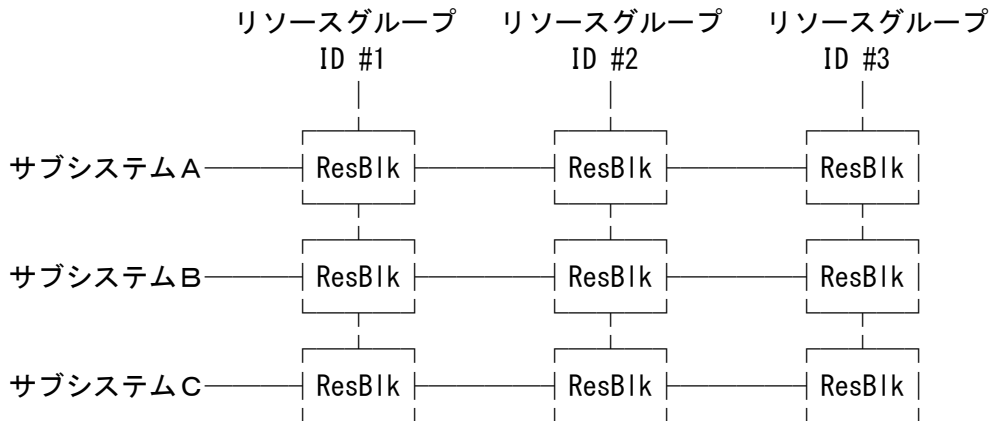 リソースグループ リソースグループ リソースグループ
ID #1 ID #2 ID #3
サブシステムA ResBlk ResBlk ResBlk
サブシステムB ResBlk ResBlk ResBlk
サブシステムC ResBlk ResBlk ResBlk